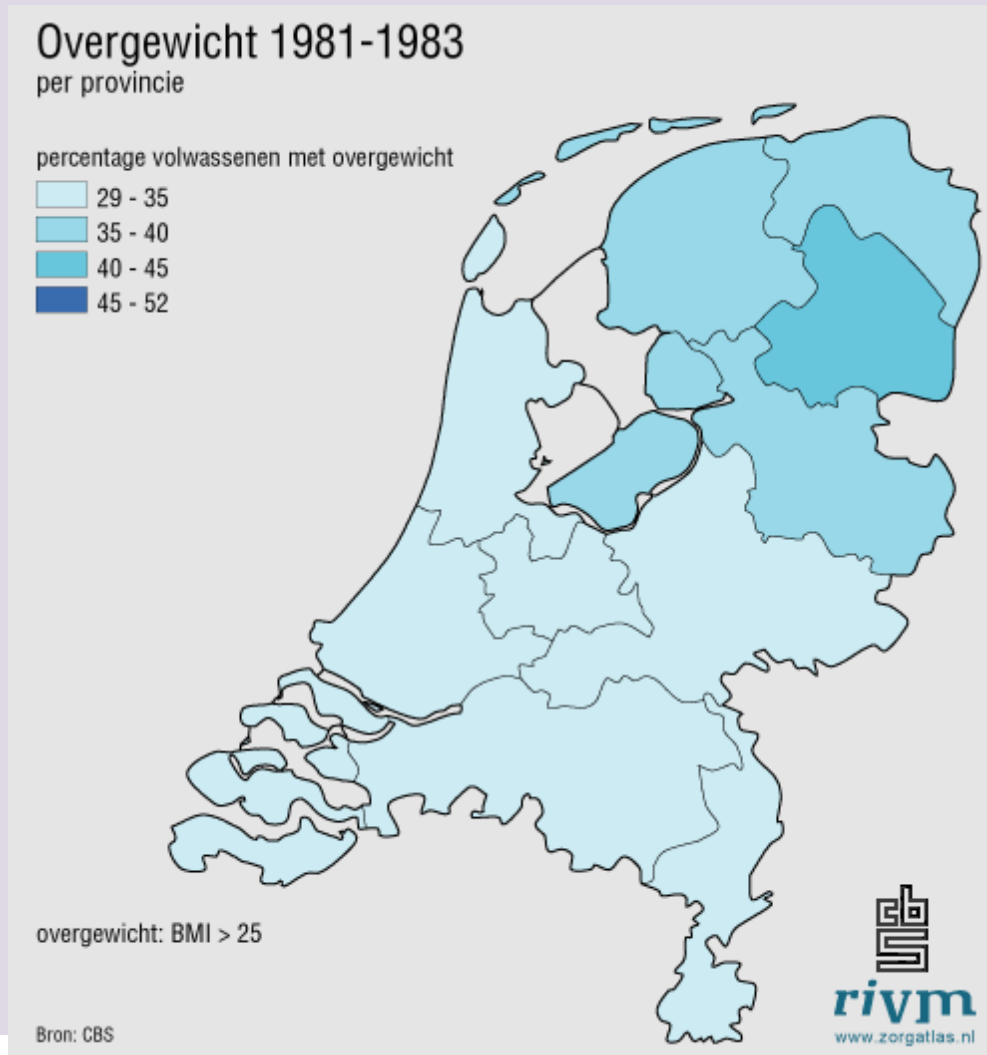 Overgewicht 1981-1983
per provincie
percentage volwassenen met overgewicht
29 - 35
35 - 40
40 - 45
45 - 52
overgewicht: BMI > 25
Bron: CBS
cbs
rivm
www.zorgatlas.nl